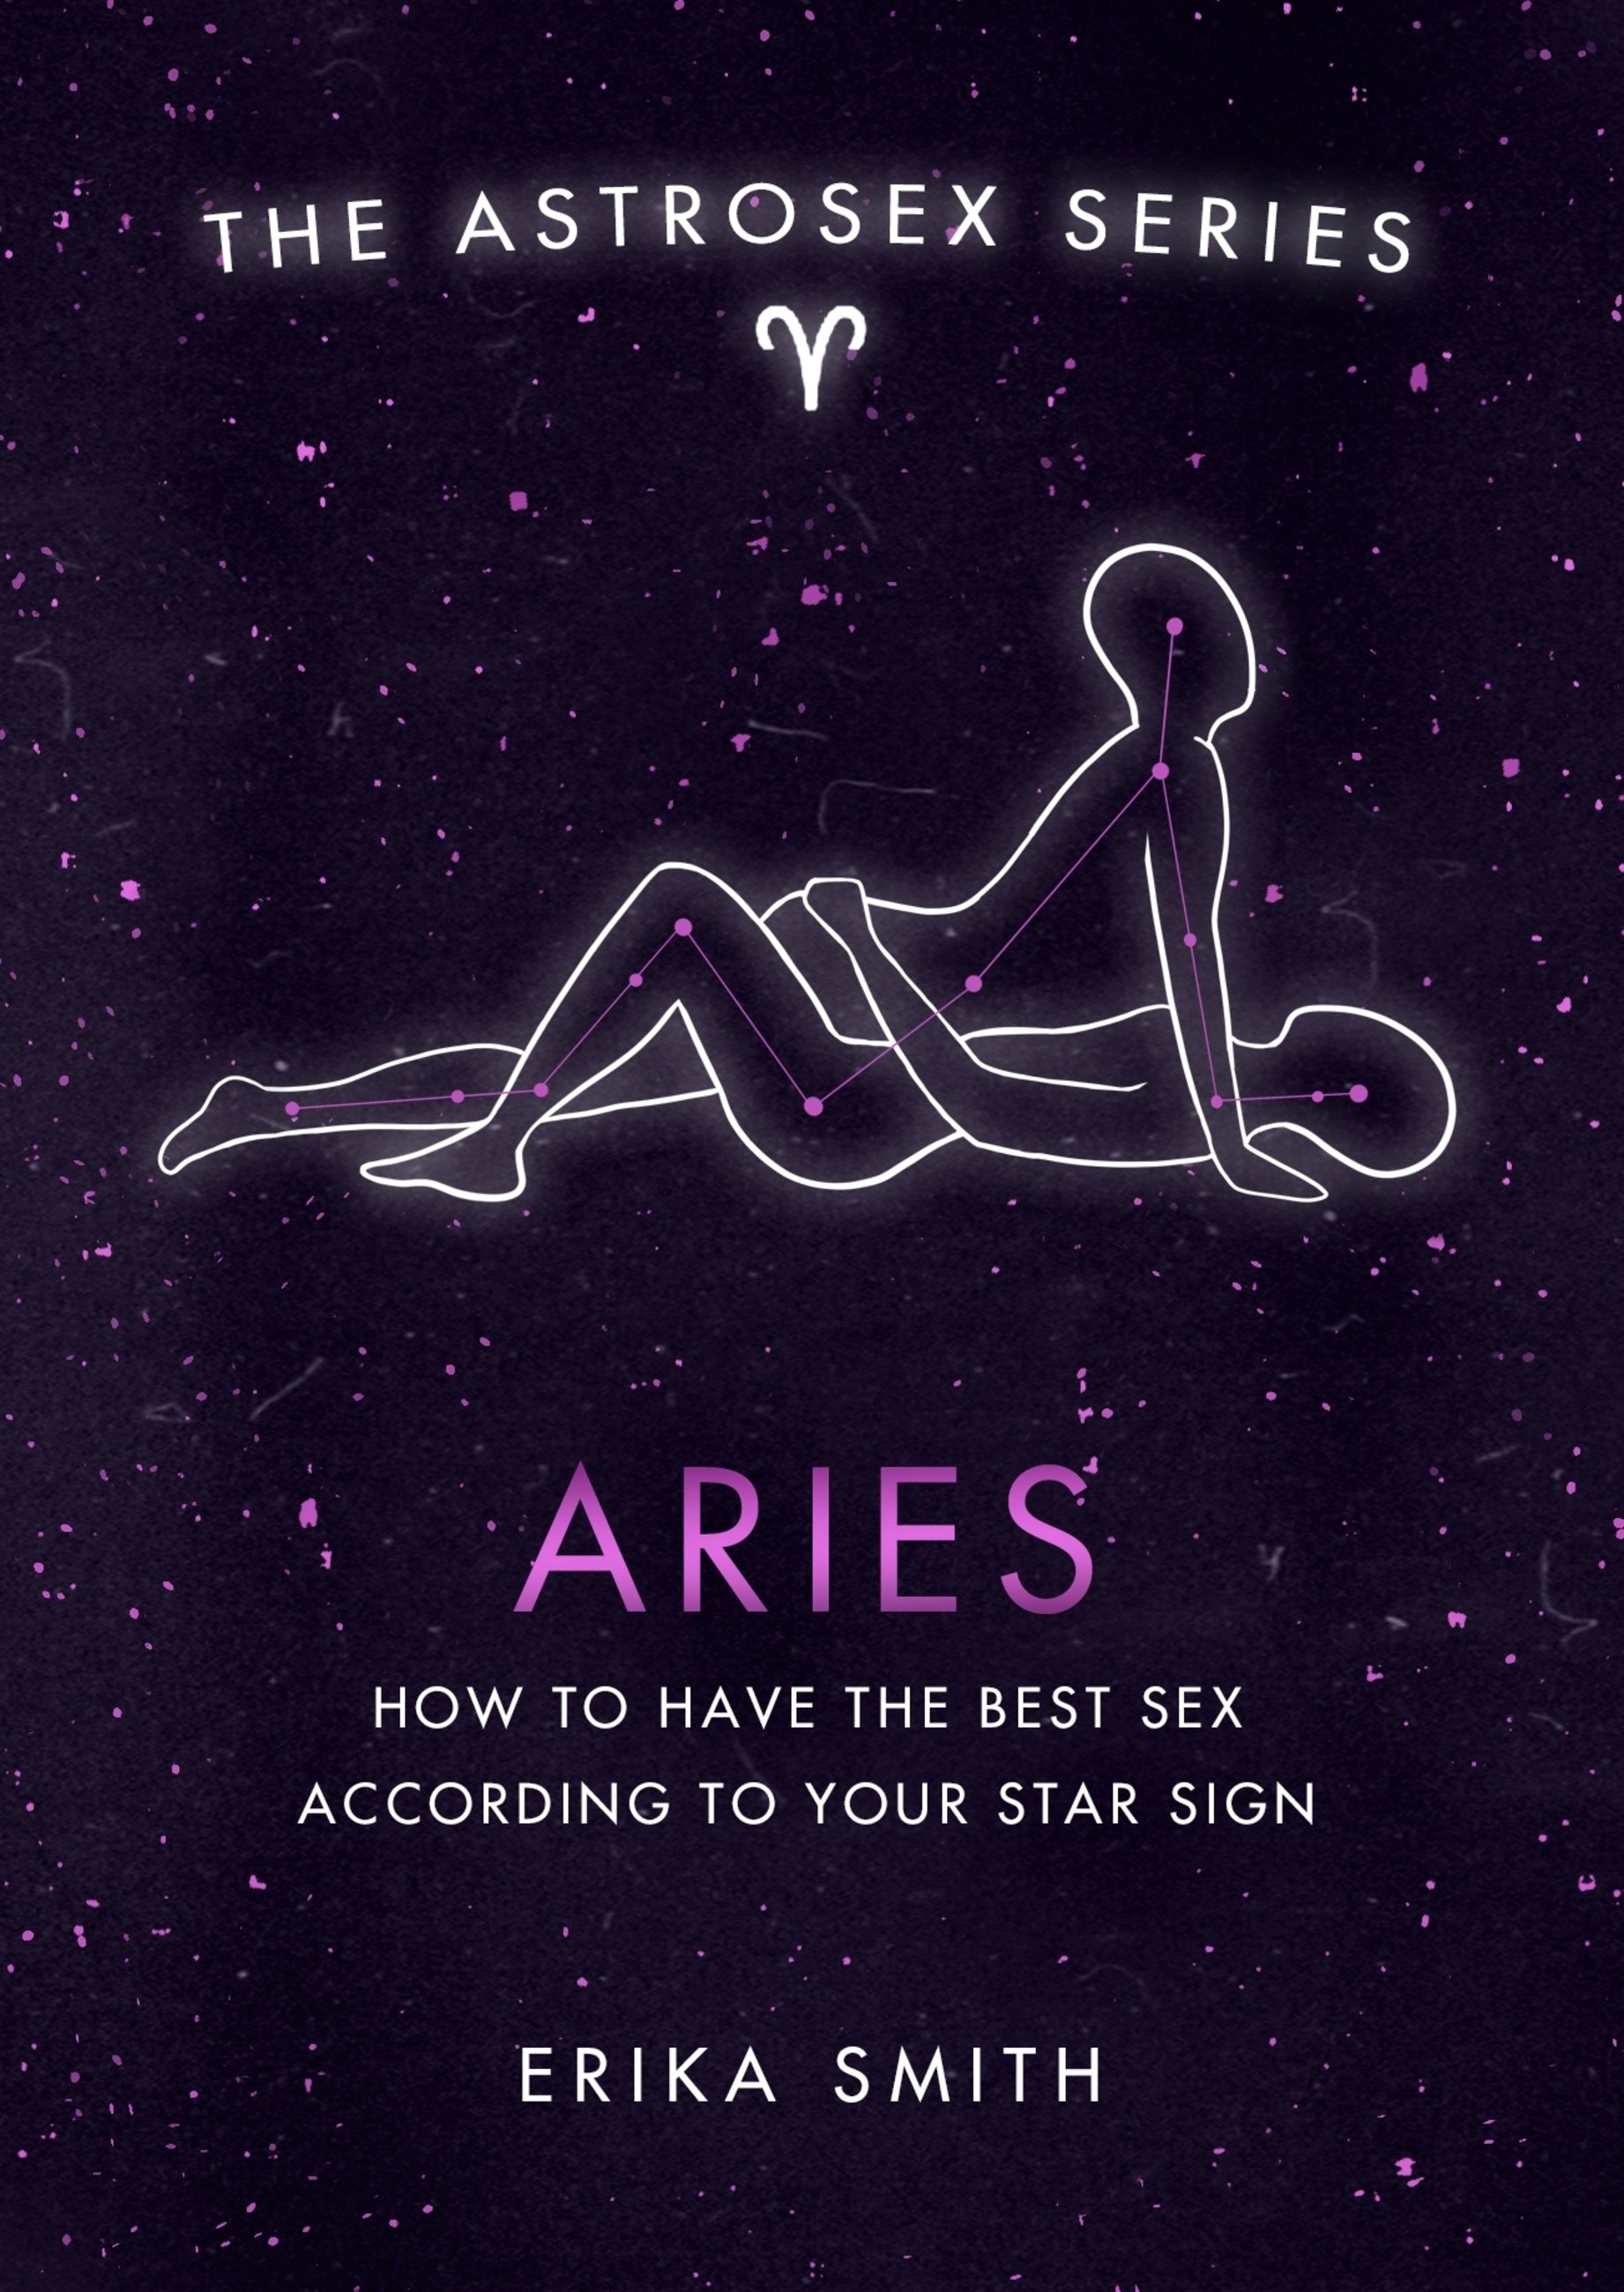 THE ASTROSEX SERIES
♈︎
ARIES
HOW TO HAVE THE BEST SEX
ACCORDING TO YOUR STAR SIGN
ERIKA SMITH